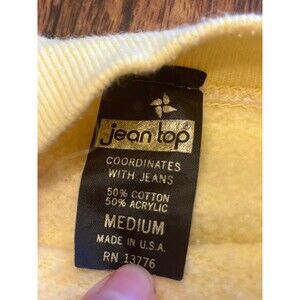 jean top®
COORDINATES
WITH JEANS
50% COTTON
50% ACRYLIC
MEDIUM
MADE IN U.S.A.
RN 13776